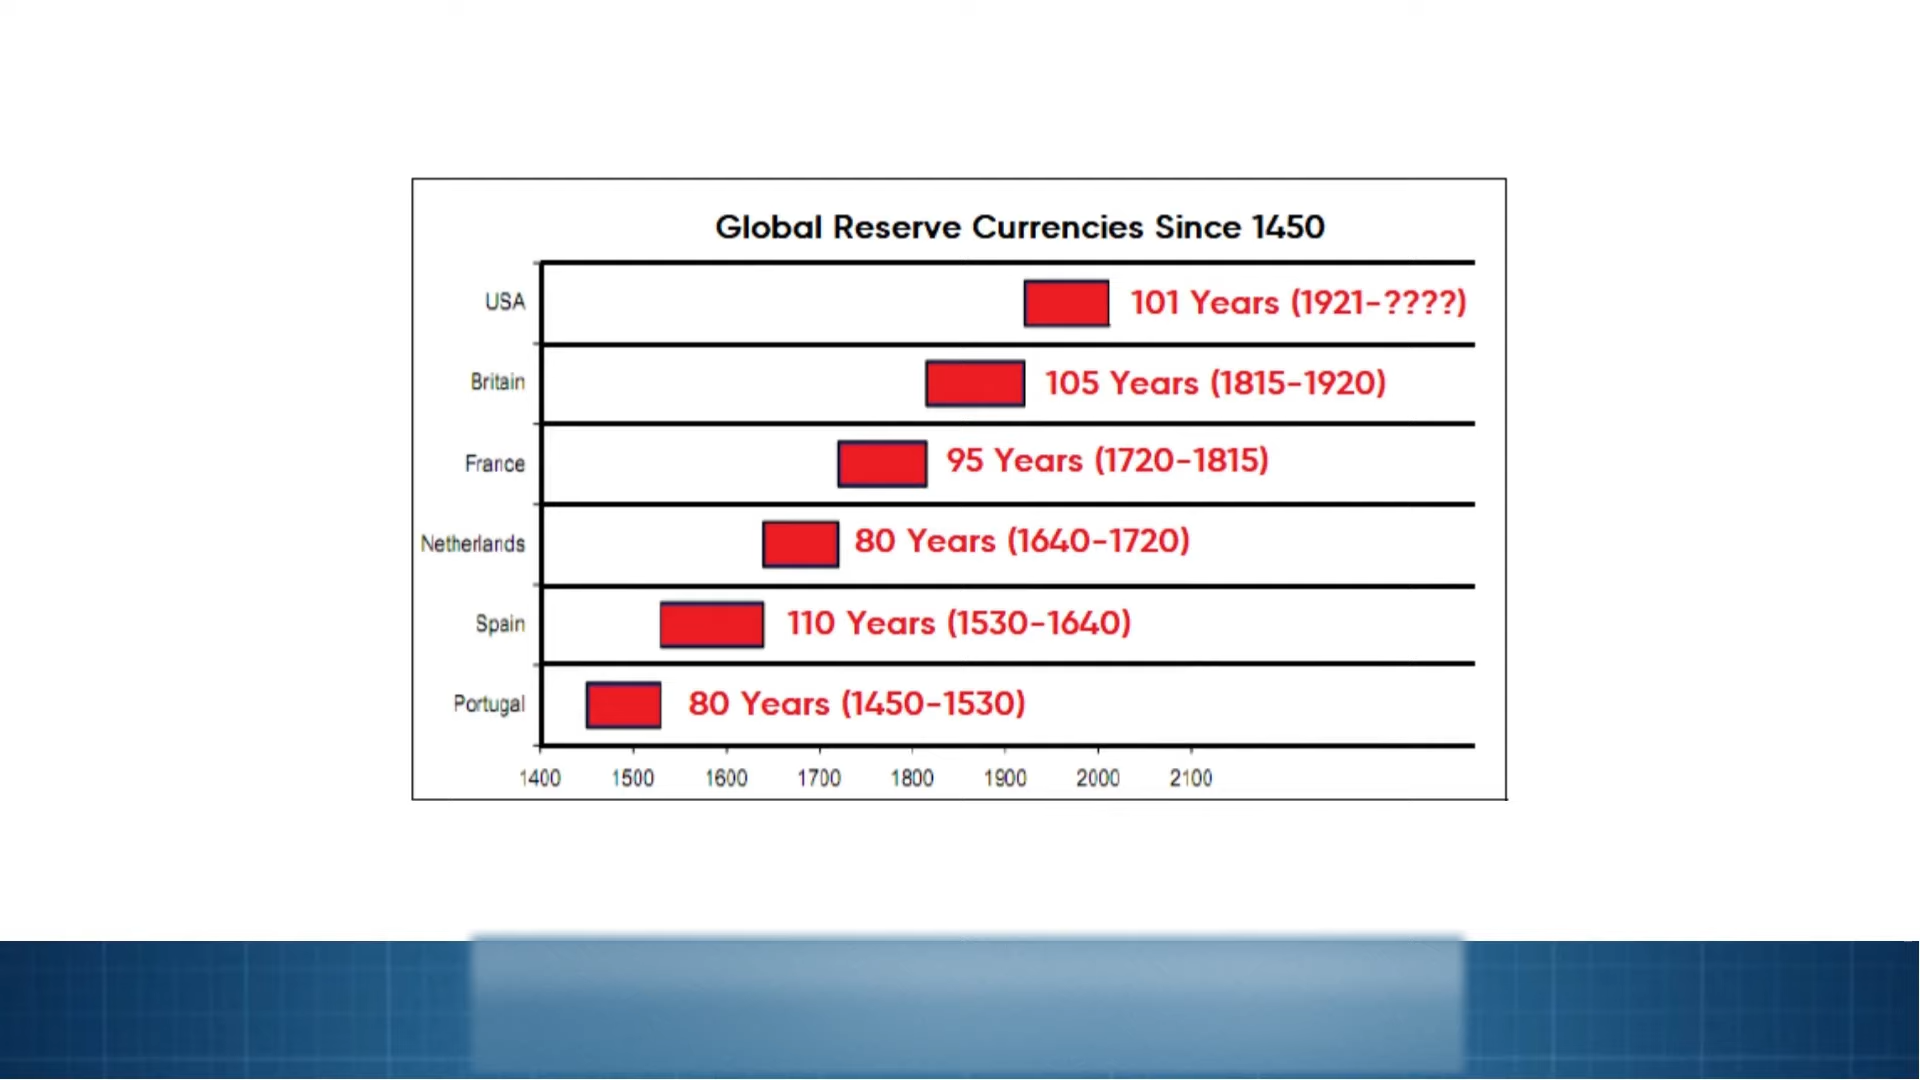 Global Reserve Currencies Since 1450
USA 101 Years (1921-????)
Britain 105 Years (1815-1920)
France 95 Years (1720-1815)
Netherlands 80 Years (1640-1720)
Spain 110 Years (1530-1640)
Portugal 80 Years (1450-1530)
1400 1500 1600 1700 1800 1900 2000 2100